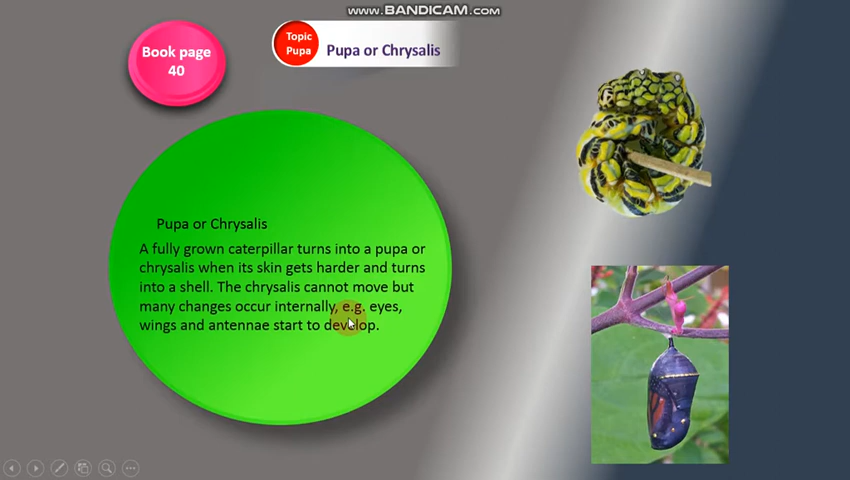 www.BANDICAM.com
Book page
40
Topic
Pupa
Pupa or Chrysalis
Pupa or Chrysalis
A fully grown caterpillar turns into a pupa or
chrysalis when its skin gets harder and turns
into a shell. The chrysalis cannot move but
many changes occur internally, e.g. eyes,
wings and antennae start to develop.